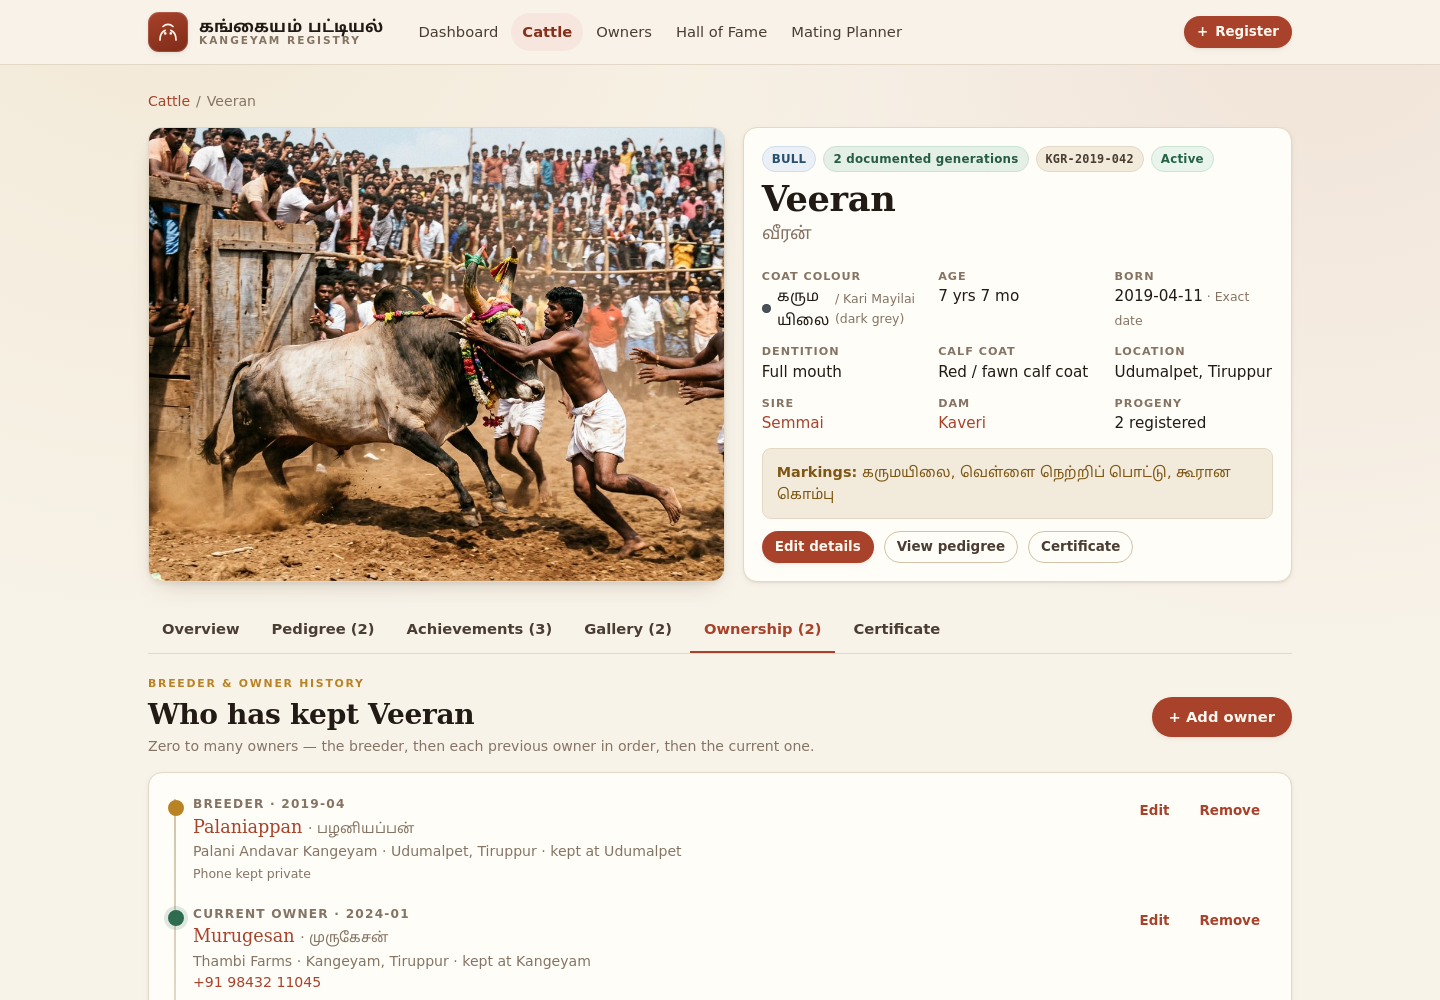 கங்கையம் பட்டியல்
KANGEYAM REGISTRY
Dashboard
Cattle
Owners
Hall of Fame
Mating Planner
+ Register
Cattle / Veeran
BULL
2 documented generations
KGR-2019-042
Active
Veeran
வீரன்
COAT COLOUR
கரும
யிலை
/ Kari Mayilai
(dark grey)
AGE
7 yrs 7 mo
BORN
2019-04-11 · Exact
date
DENTITION
Full mouth
CALF COAT
Red / fawn calf coat
LOCATION
Udumalpet, Tiruppur
SIRE
Semmai
DAM
Kaveri
PROGENY
2 registered
Markings: கருமயிலை, வெள்ளை நெற்றிப் பொட்டு, கூரான
கொம்பு
Edit details
View pedigree
Certificate
Overview
Pedigree (2)
Achievements (3)
Gallery (2)
Ownership (2)
Certificate
BREEDER & OWNER HISTORY
Who has kept Veeran
+ Add owner
Zero to many owners — the breeder, then each previous owner in order, then the current one.
BREEDER · 2019-04
Palaniappan · பழனியப்பன்
Palani Andavar Kangeyam · Udumalpet, Tiruppur · kept at Udumalpet
Phone kept private
Edit
Remove
CURRENT OWNER · 2024-01
Murugesan · முருகேசன்
Thambi Farms · Kangeyam, Tiruppur · kept at Kangeyam
+91 98432 11045
Edit
Remove